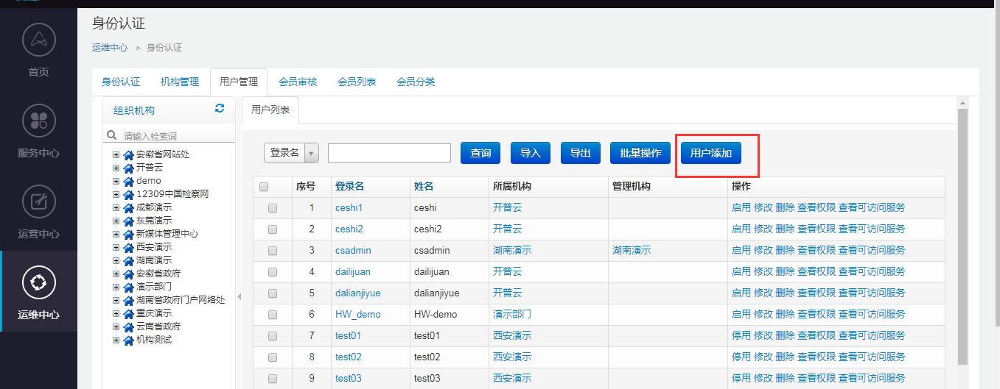 身份认证
运维中心 > 身份认证
首页
服务中心
运营中心
运维中心
身份认证 机构管理 用户管理 会员审核 会员列表 会员分类
组织机构
请输入检索词
安徽省网站处
开普云
demo
12309中国检察网
成都演示
东莞演示
新媒体管理中心
西安演示
湖南演示
安徽省政府
演示部门
湖南省政府门户网络处
重庆演示
云南省政府
机构测试
用户列表
登录名 查询 导入 导出 批量操作 用户添加
序号 登录名 姓名 所属机构 管理机构 操作
1 ceshi1 ceshi 开普云 启用 修改 删除 查看权限 查看可访问服务
2 ceshi2 ceshi2 开普云 启用 修改 删除 查看权限 查看可访问服务
3 csadmin csadmin 湖南演示 湖南演示 启用 修改 删除 查看权限 查看可访问服务
4 dailijuan dailijuan 开普云 启用 修改 删除 查看权限 查看可访问服务
5 dalianjiyue dalianjiyue 开普云 启用 修改 删除 查看权限 查看可访问服务
6 HW_demo HW-demo 演示部门 启用 修改 删除 查看权限 查看可访问服务
7 test01 test01 西安演示 停用 修改 删除 查看权限 查看可访问服务
8 test02 test02 西安演示 停用 修改 删除 查看权限 查看可访问服务
9 test03 test03 西安演示 停用 修改 删除 查看权限 查看可访问服务